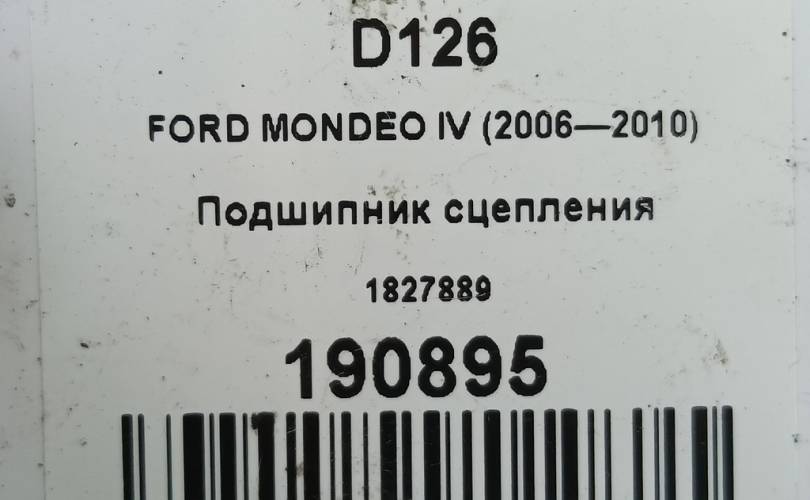 D126
FORD MONDEO IV (2006—2010)
Подшипник сцепления
1827889
190895